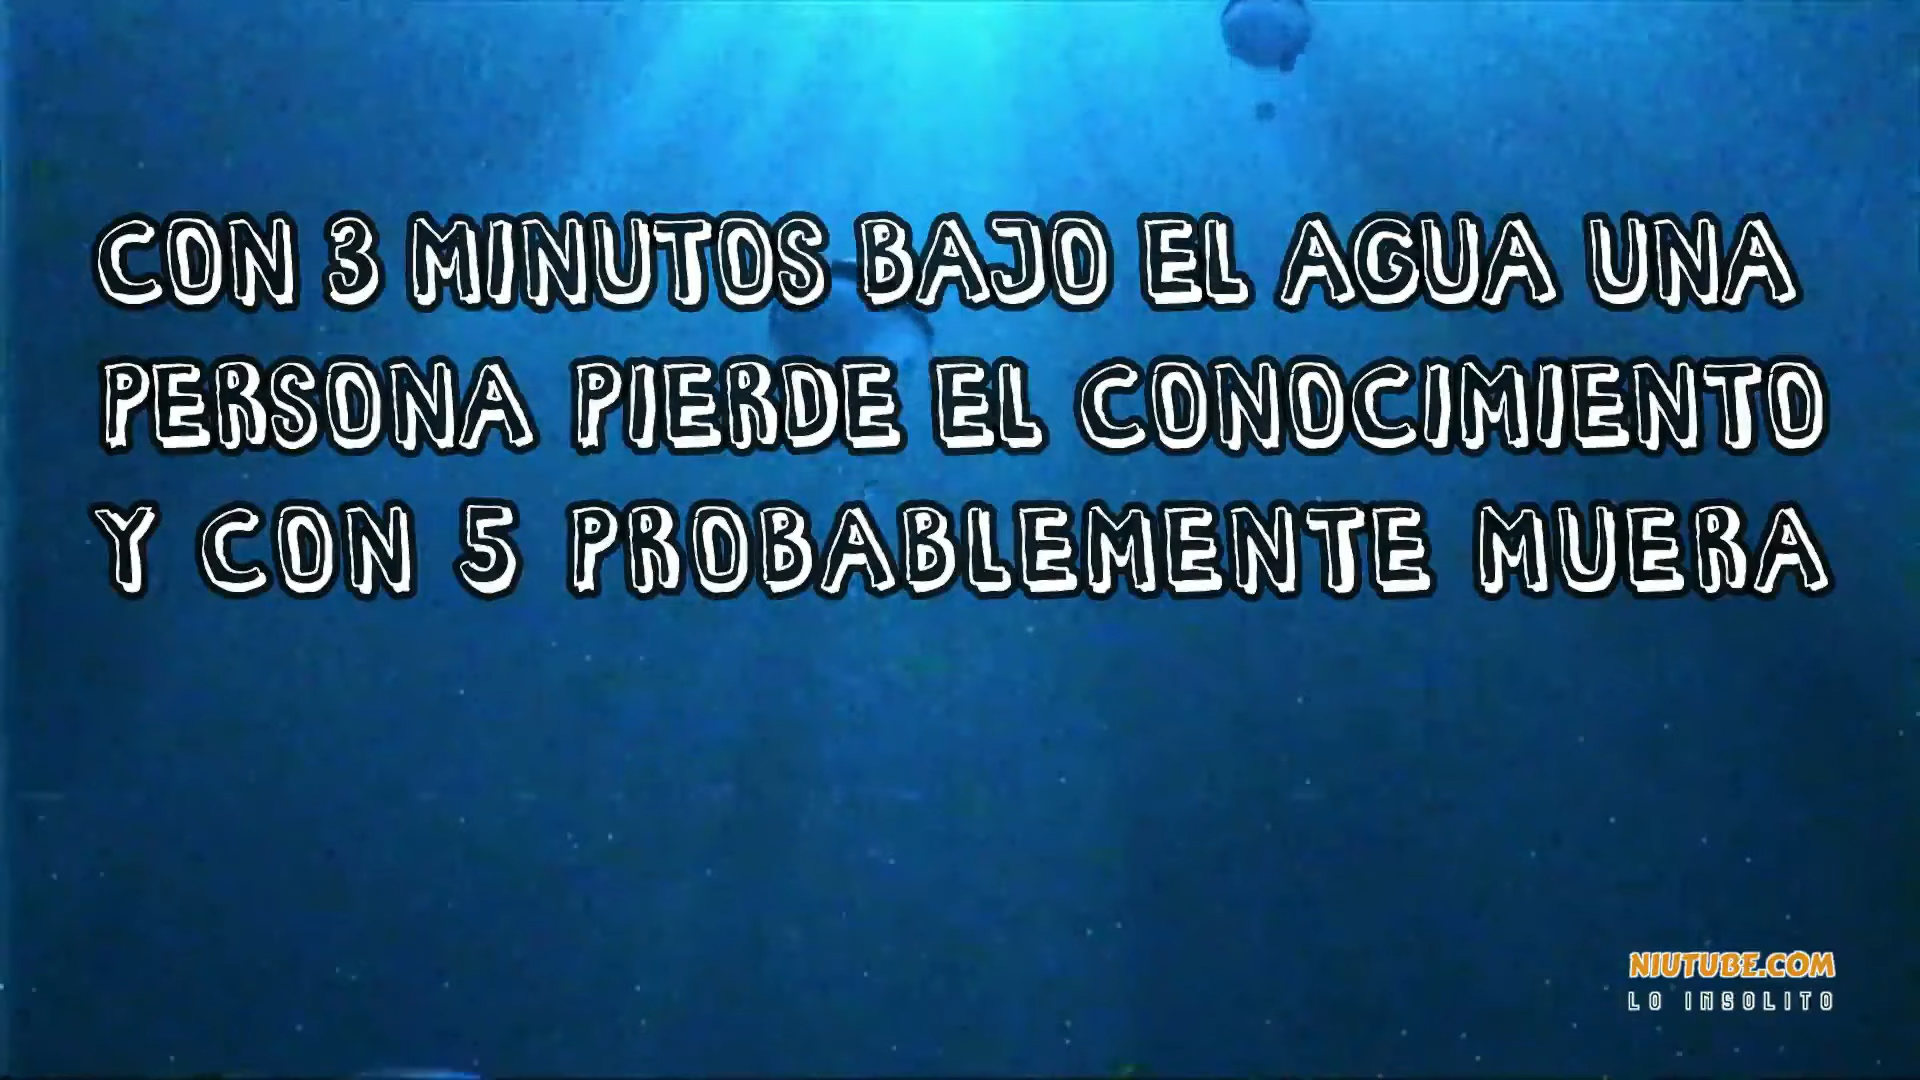 CON 3 MINUTOS BAJO EL AGUA UNA
PERSONA PIERDE EL CONOCIMIENTO
Y CON 5 PROBABLEMENTE MUERA
NIUTUBE.COM
LO INSOLITO